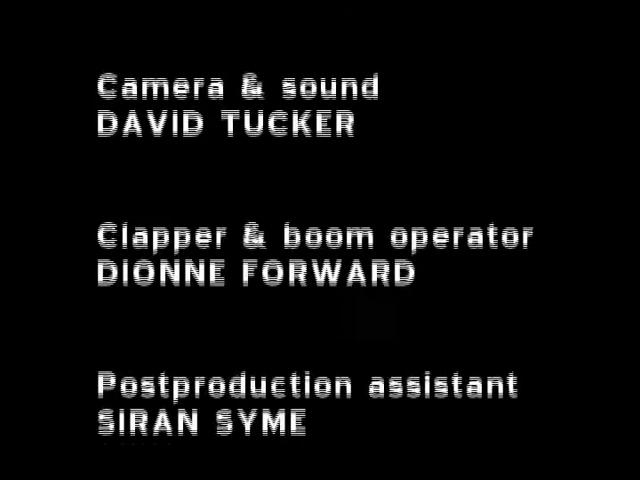 Camera & sound
DAVID TUCKER
Clapper & boom operator
DIONNE FORWARD
Postproduction assistant
SIRAN SYME